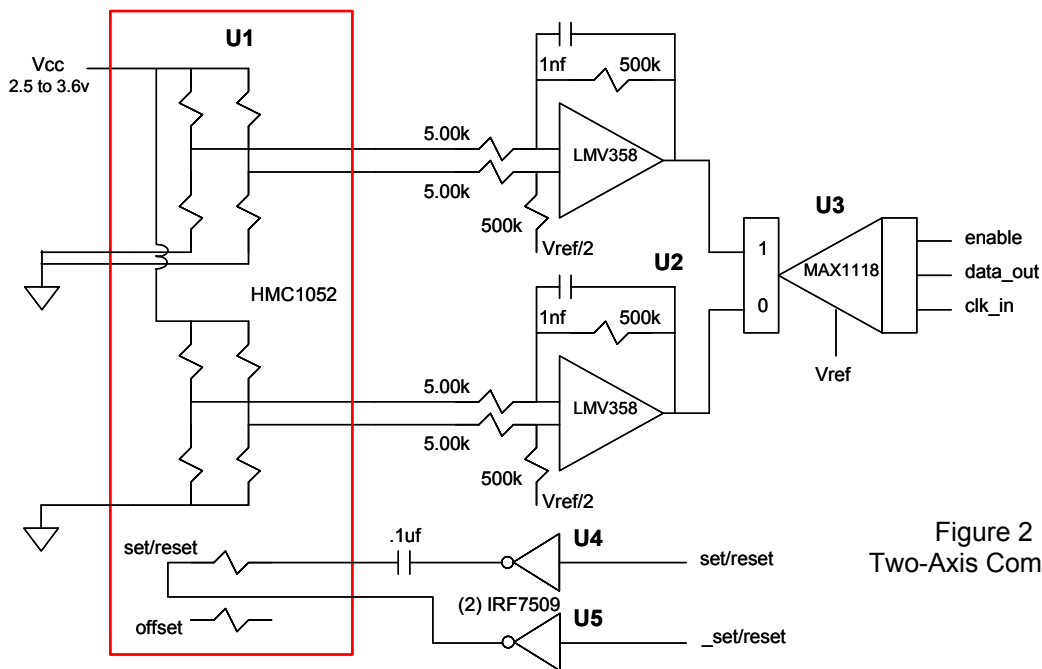 U1
Vcc
2.5 to 3.6v
1nf
500k
5.00k
LMV358
5.00k
500k
Vref/2
U3
1
0
MAX1118
enable
data_out
clk_in
Vref
HMC1052
U2
1nf
500k
5.00k
LMV358
5.00k
500k
Vref/2
.1uf
U4
set/reset
set/reset
(2) IRF7509
U5
offset
_set/reset
Figure 2
Two-Axis Com